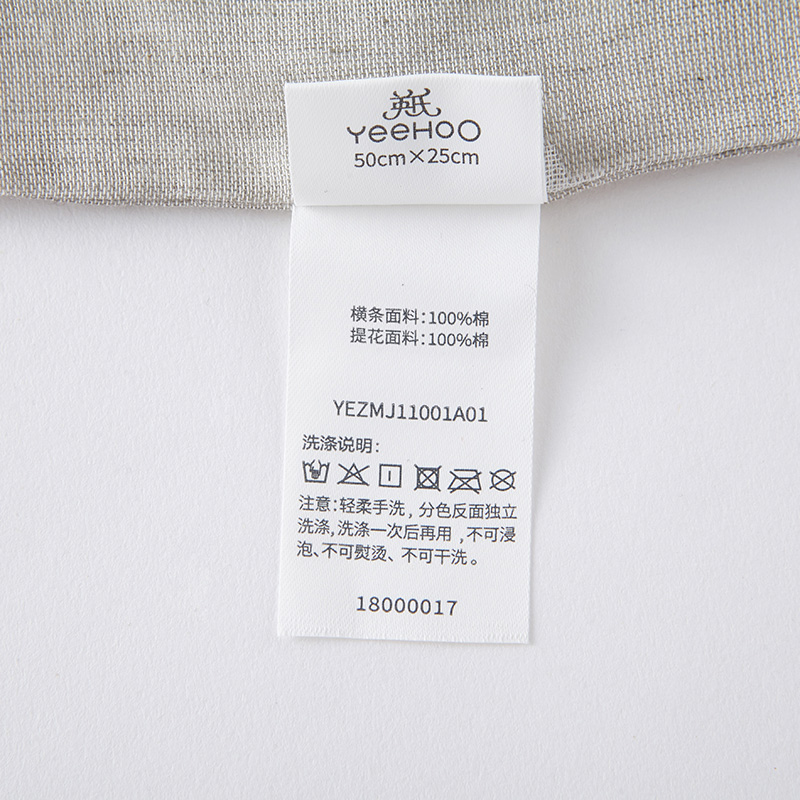 英氏
YeeHOO
50cm×25cm
横条面料:100%棉
提花面料:100%棉
YEZMJ11001A01
洗涤说明:
注意:轻柔手洗,分色反面独立
洗涤,洗涤一次后再用,不可浸
泡、不可熨烫、不可干洗。
18000017